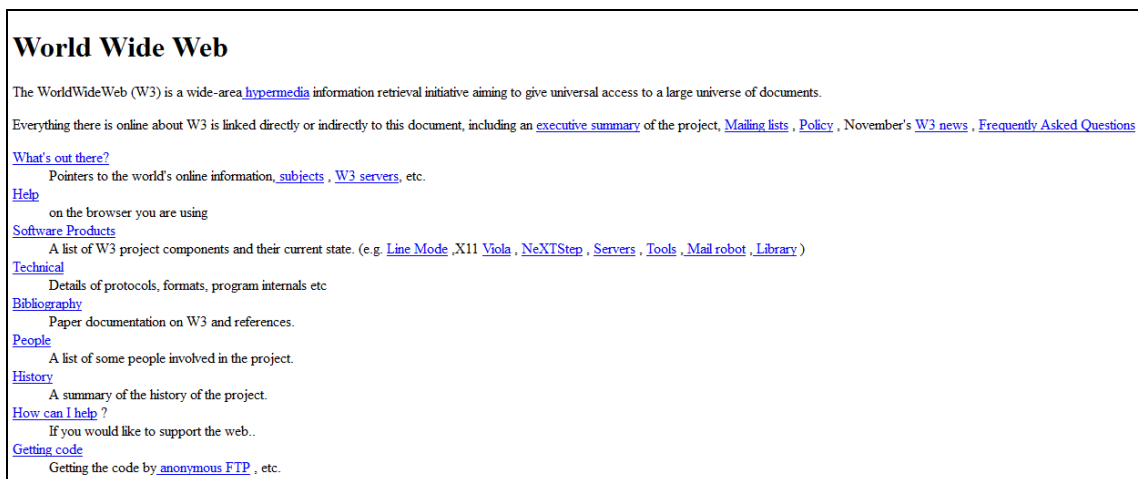 World Wide Web
The WorldWideWeb (W3) is a wide-area hypermedia information retrieval initiative aiming to give universal access to a large universe of documents.
Everything there is online about W3 is linked directly or indirectly to this document, including an executive summary of the project, Mailing lists , Policy , November's W3 news , Frequently Asked Questions
What's out there?
Pointers to the world's online information, subjects , W3 servers, etc.
Help
on the browser you are using
Software Products
A list of W3 project components and their current state. (e.g. Line Mode ,X11 Viola , NeXTStep , Servers , Tools , Mail robot , Library )
Technical
Details of protocols, formats, program internals etc
Bibliography
Paper documentation on W3 and references.
People
A list of some people involved in the project.
History
A summary of the history of the project.
How can I help ?
If you would like to support the web..
Getting code
Getting the code by anonymous FTP , etc.